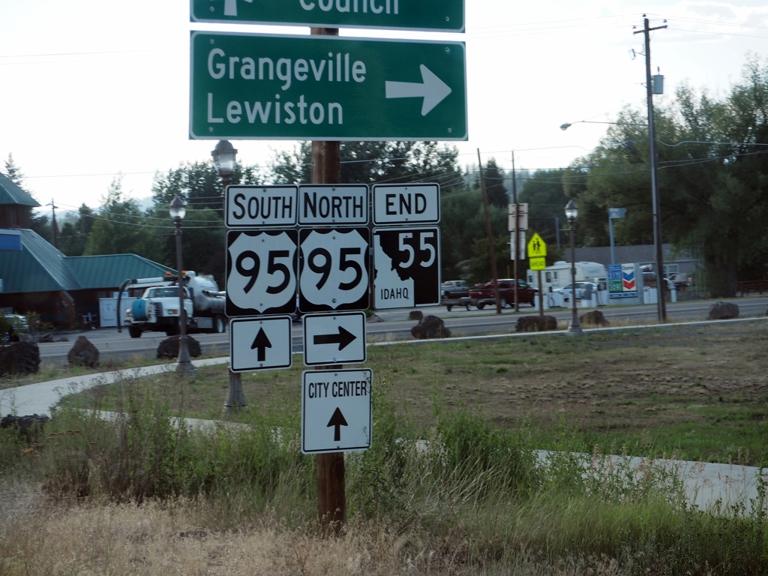 Council
Grangeville
Lewiston
SOUTH NORTH END
95 95 55
IDAHO
CITY CENTER